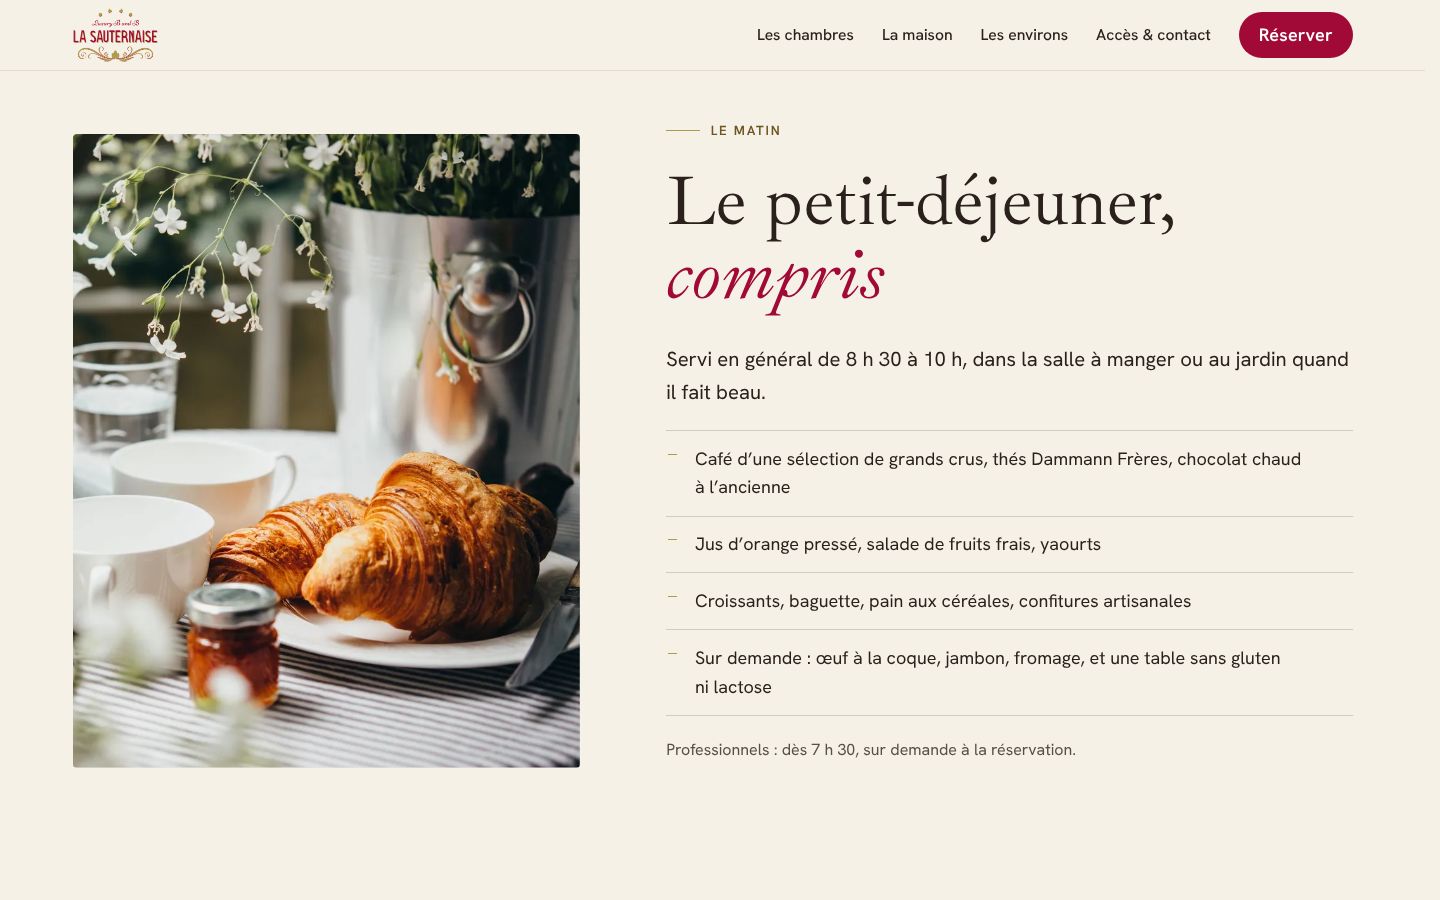 Luxury B and B
LA SAUTERNAISE
Les chambres
La maison
Les environs
Accès & contact
Réserver
LE MATIN
Le petit-déjeuner,
compris
Servi en général de 8 h 30 à 10 h, dans la salle à manger ou au jardin quand
il fait beau.
Café d’une sélection de grands crus, thés Dammann Frères, chocolat chaud
à l’ancienne
Jus d’orange pressé, salade de fruits frais, yaourts
Croissants, baguette, pain aux céréales, confitures artisanales
Sur demande : œuf à la coque, jambon, fromage, et une table sans gluten
ni lactose
Professionnels : dès 7 h 30, sur demande à la réservation.